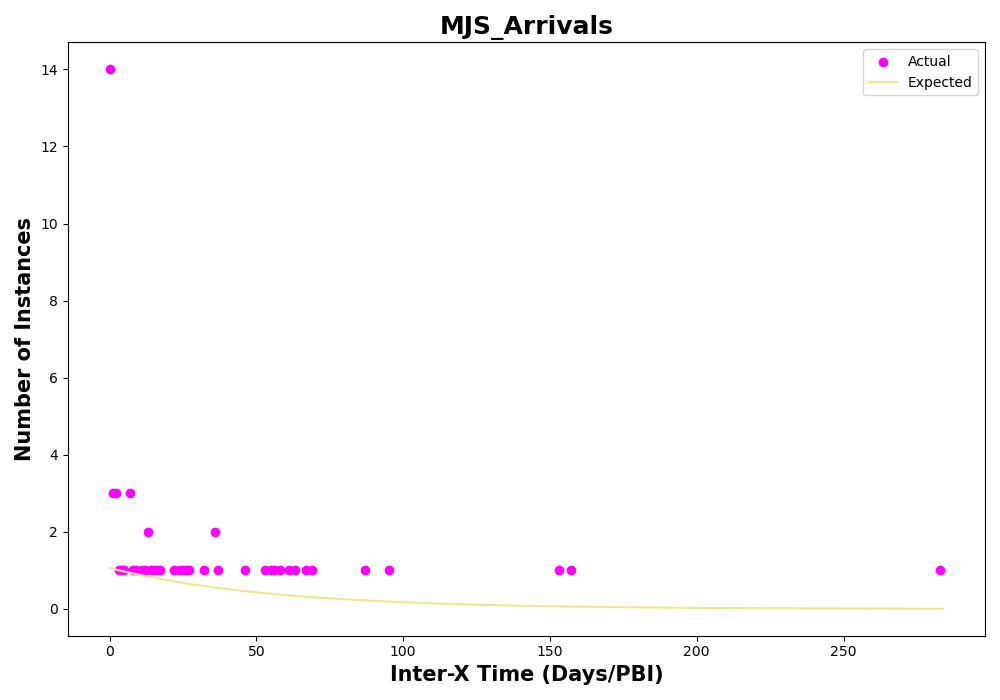 MJS_Arrivals
Actual
Expected
14
12
10
8
6
4
2
0
Number of Instances
0 50 100 150 200 250
Inter-X Time (Days/PBI)